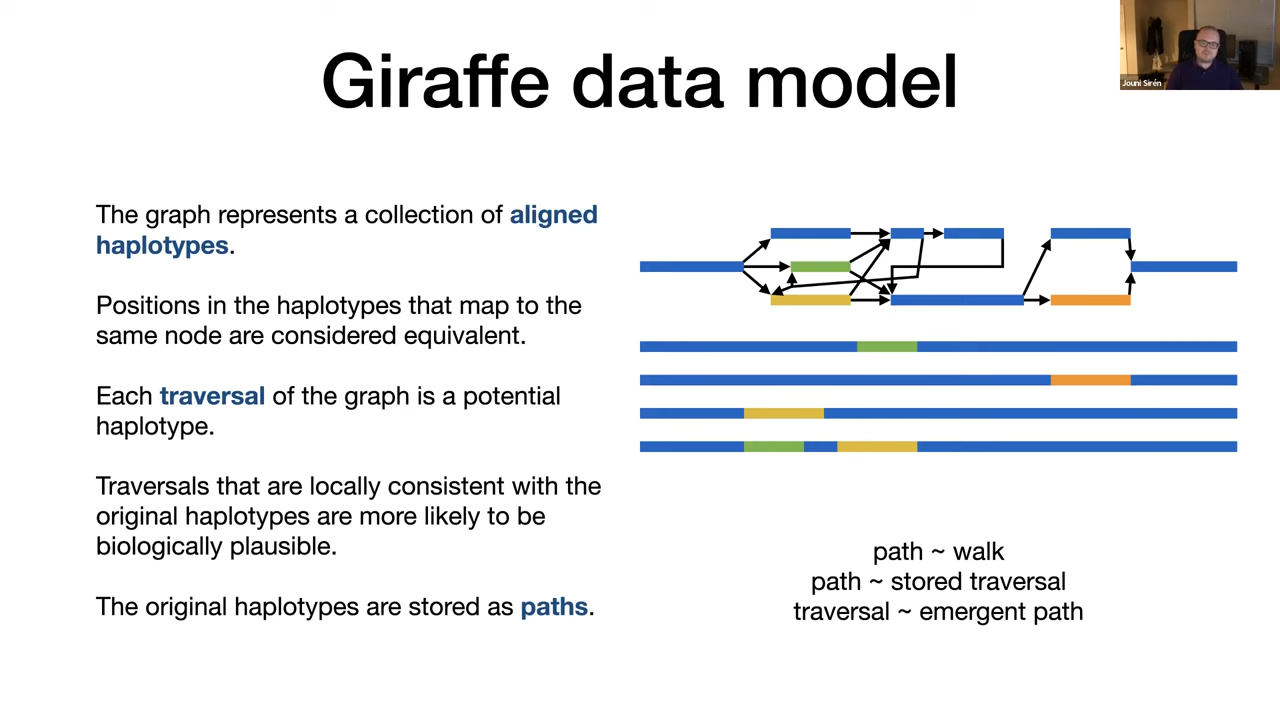 Giraffe data model
Jouni Sirén
The graph represents a collection of aligned
haplotypes.
Positions in the haplotypes that map to the
same node are considered equivalent.
Each traversal of the graph is a potential
haplotype.
Traversals that are locally consistent with the
original haplotypes are more likely to be
biologically plausible.
The original haplotypes are stored as paths.
path ~ walk
path ~ stored traversal
traversal ~ emergent path